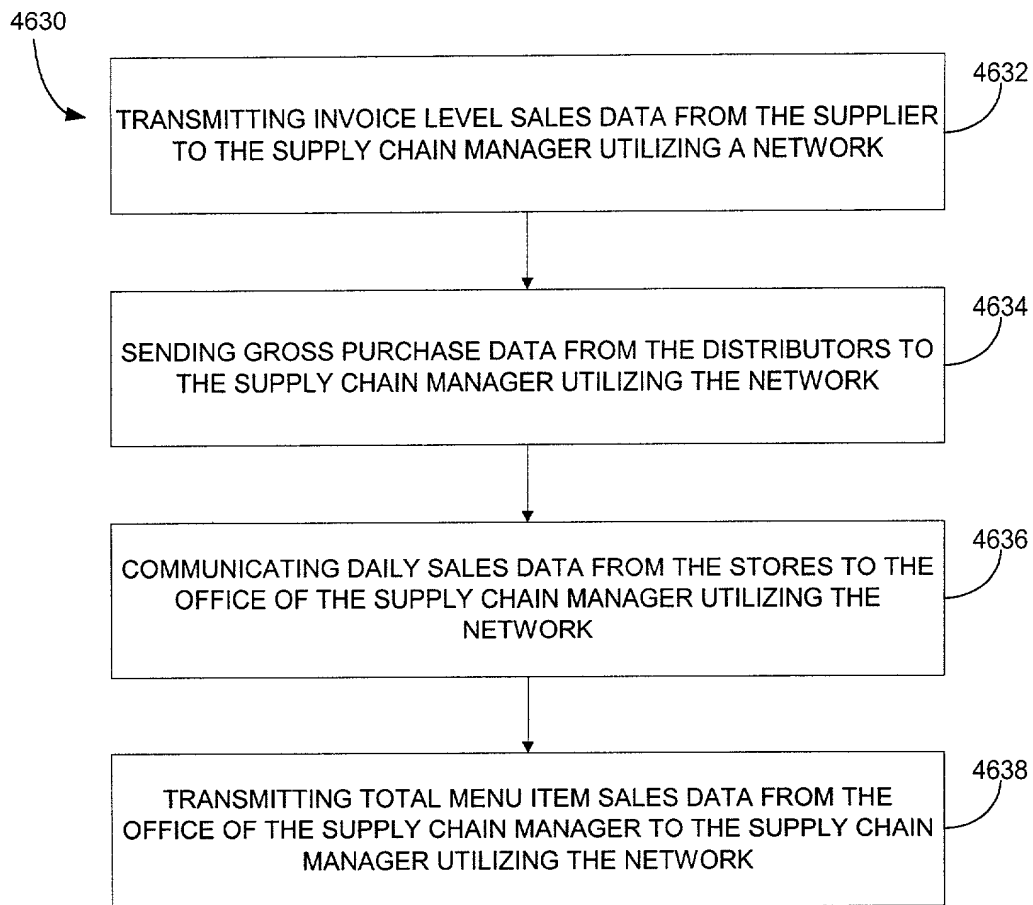 4630
4632
TRANSMITTING INVOICE LEVEL SALES DATA FROM THE SUPPLIER
TO THE SUPPLY CHAIN MANAGER UTILIZING A NETWORK
4634
SENDING GROSS PURCHASE DATA FROM THE DISTRIBUTORS TO
THE SUPPLY CHAIN MANAGER UTILIZING THE NETWORK
4636
COMMUNICATING DAILY SALES DATA FROM THE STORES TO THE
OFFICE OF THE SUPPLY CHAIN MANAGER UTILIZING THE
NETWORK
4638
TRANSMITTING TOTAL MENU ITEM SALES DATA FROM THE
OFFICE OF THE SUPPLY CHAIN MANAGER TO THE SUPPLY CHAIN
MANAGER UTILIZING THE NETWORK